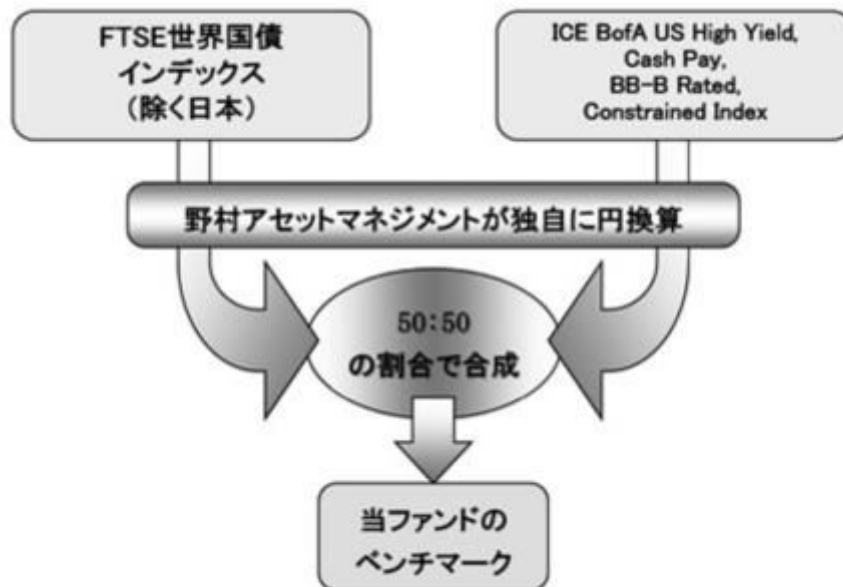 FTSE世界国債
インデックス
（除く日本）
ICE BofA US High Yield,
Cash Pay,
BB-B Rated,
Constrained Index
野村アセットマネジメントが独自に円換算
50:50
の割合で合成
当ファンドの
ベンチマーク